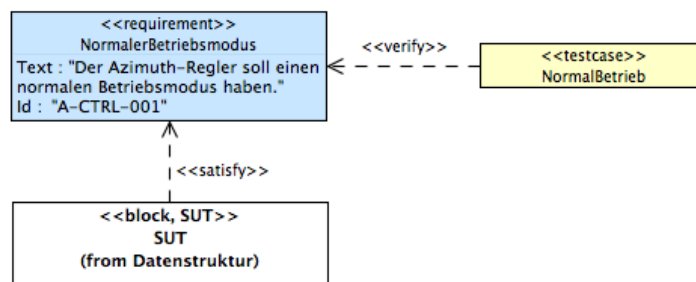 <<requirement>>
NormalerBetriebsmodus
Text : "Der Azimuth-Regler soll einen
normalen Betriebsmodus haben."
Id :  "A-CTRL-001"
<<verify>>
<<testcase>>
NormalBetrieb
<<satisfy>>
<<block, SUT>>
SUT
(from Datenstruktur)